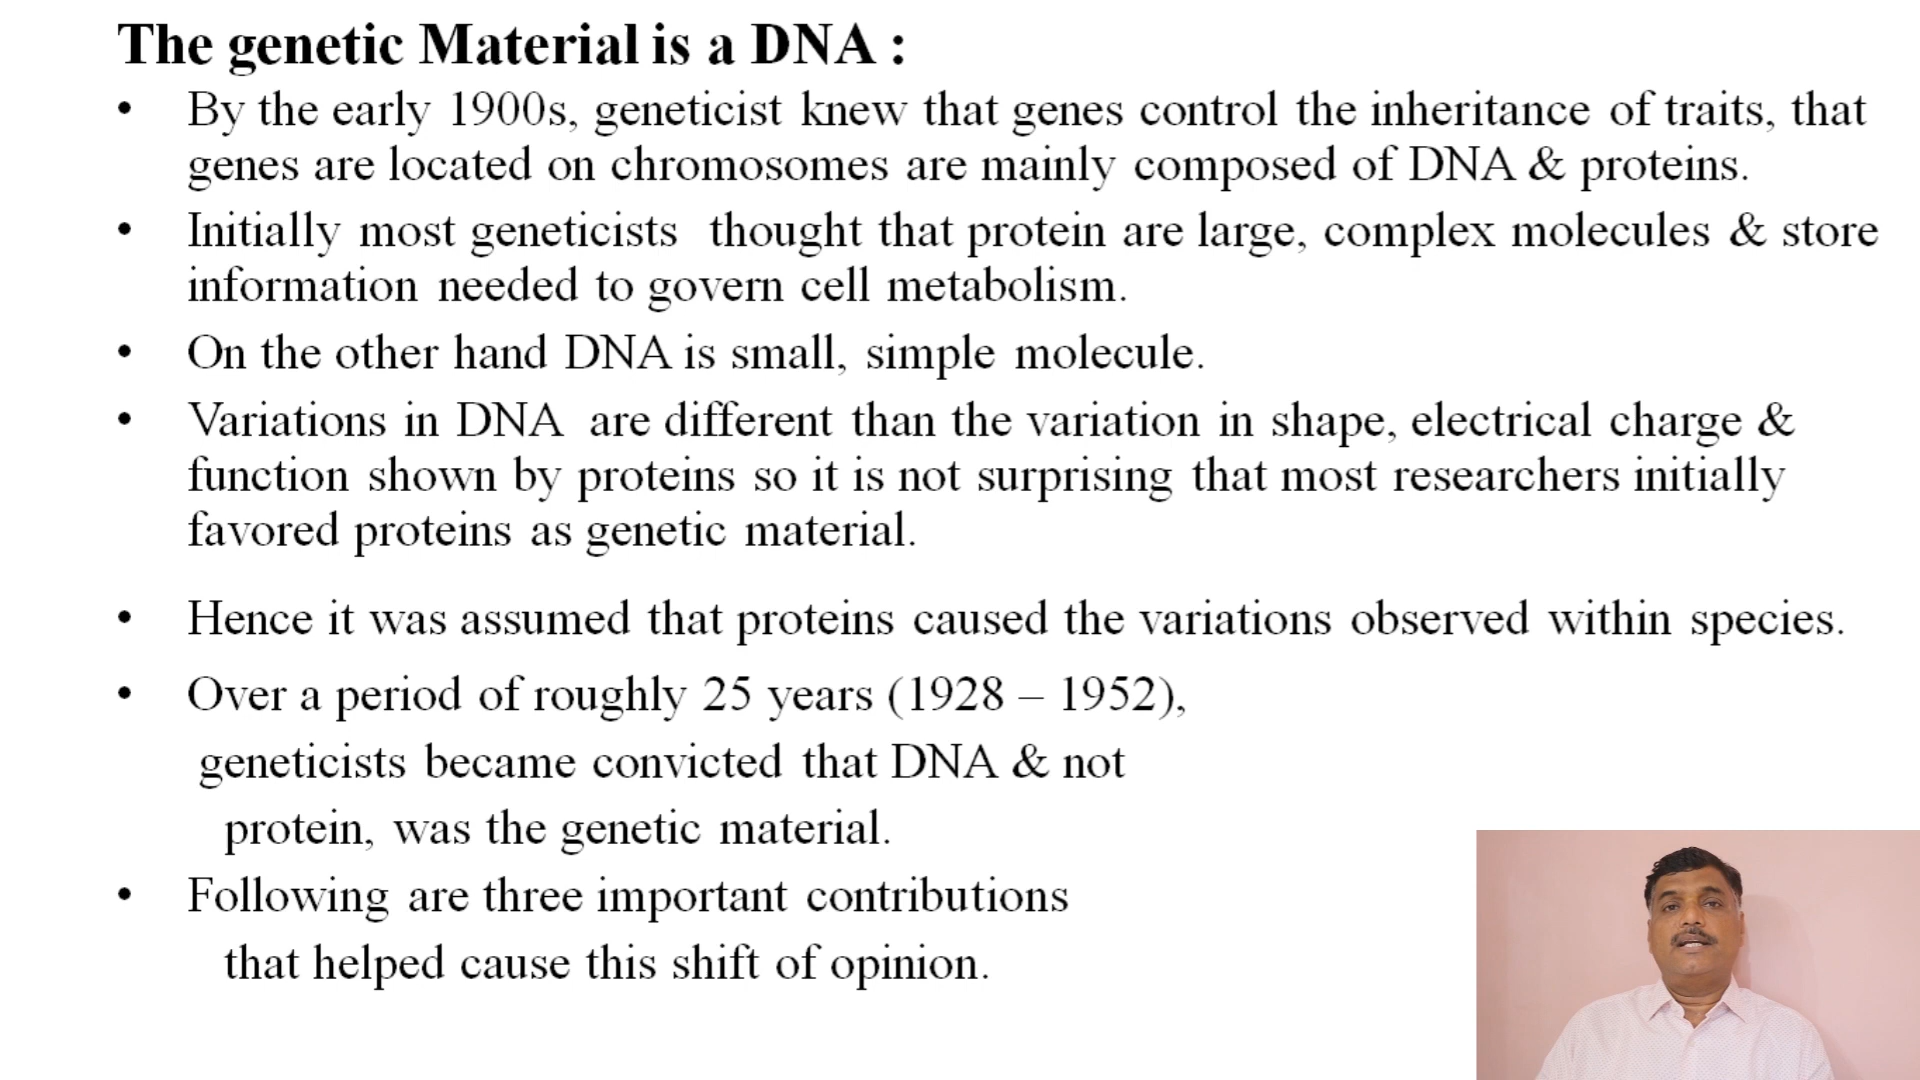 The genetic Material is a DNA :
• By the early 1900s, geneticist knew that genes control the inheritance of traits, that
genes are located on chromosomes are mainly composed of DNA & proteins.
• Initially most geneticists thought that protein are large, complex molecules & store
information needed to govern cell metabolism.
• On the other hand DNA is small, simple molecule.
• Variations in DNA are different than the variation in shape, electrical charge &
function shown by proteins so it is not surprising that most researchers initially
favored proteins as genetic material.
• Hence it was assumed that proteins caused the variations observed within species.
• Over a period of roughly 25 years (1928 – 1952),
geneticists became convicted that DNA & not
protein, was the genetic material.
• Following are three important contributions
that helped cause this shift of opinion.